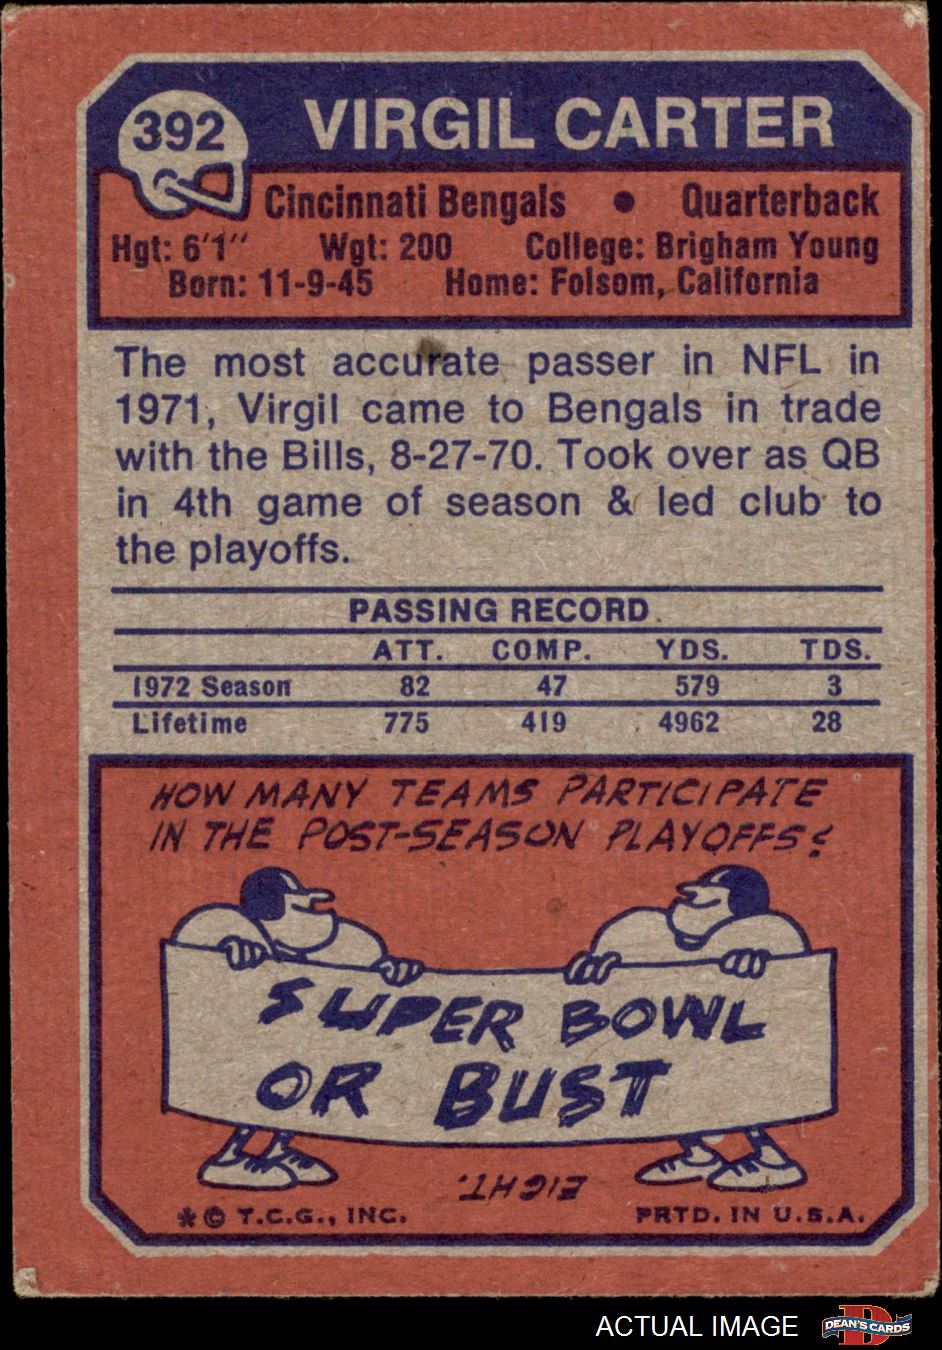 392
VIRGIL CARTER
Cincinnati Bengals • Quarterback
Hgt: 6'1" Wgt: 200 College: Brigham Young
Born: 11-9-45 Home: Folsom, California
The most accurate passer in NFL in
1971, Virgil came to Bengals in trade
with the Bills, 8-27-70. Took over as QB
in 4th game of season & led club to
the playoffs.
PASSING RECORD
ATT. COMP. YDS. TDS.
1972 Season 82 47 579 3
Lifetime 775 419 4962 28
HOW MANY TEAMS PARTICIPATE
IN THE POST-SEASON PLAYOFFS?
SUPER BOWL
OR BUST
EIGHT.
* © T.C.G., INC. PRTD. IN U.S.A.
ACTUAL IMAGE
D
DEAN'S CARDS